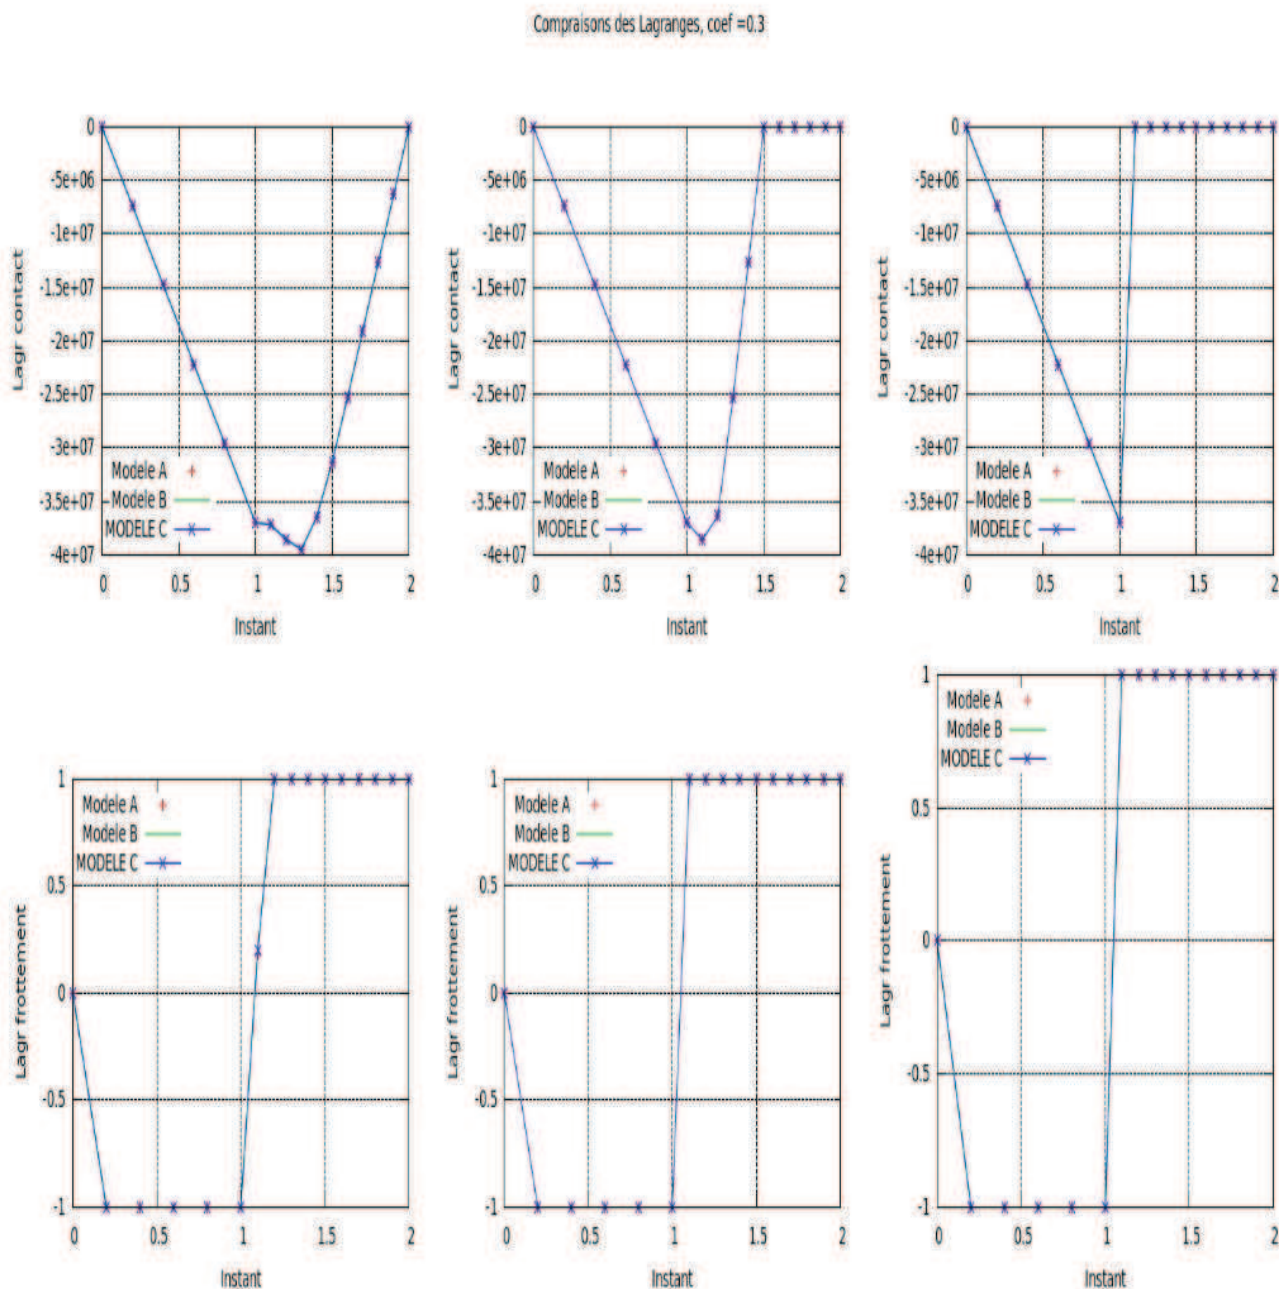 Compraisons des Lagranges, coef =0.3
0
-5e+06
-1e+07
-1.5e+07
-2e+07
-2.5e+07
-3e+07
-3.5e+07
-4e+07
Lagr contact
Modele A
Modele B
MODELE C
0 0.5 1 1.5 2
Instant
0
-5e+06
-1e+07
-1.5e+07
-2e+07
-2.5e+07
-3e+07
-3.5e+07
-4e+07
Lagr contact
Modele A
Modele B
MODELE C
0 0.5 1 1.5 2
Instant
0
-5e+06
-1e+07
-1.5e+07
-2e+07
-2.5e+07
-3e+07
-3.5e+07
-4e+07
Lagr contact
Modele A
Modele B
MODELE C
0 0.5 1 1.5 2
Instant
1
0.5
0
-0.5
-1
Lagr frottement
Modele A
Modele B
MODELE C
0 0.5 1 1.5 2
Instant
1
0.5
0
-0.5
-1
Lagr frottement
Modele A
Modele B
MODELE C
0 0.5 1 1.5 2
Instant
1
0.5
0
-0.5
-1
Lagr frottement
Modele A
Modele B
MODELE C
0 0.5 1 1.5 2
Instant